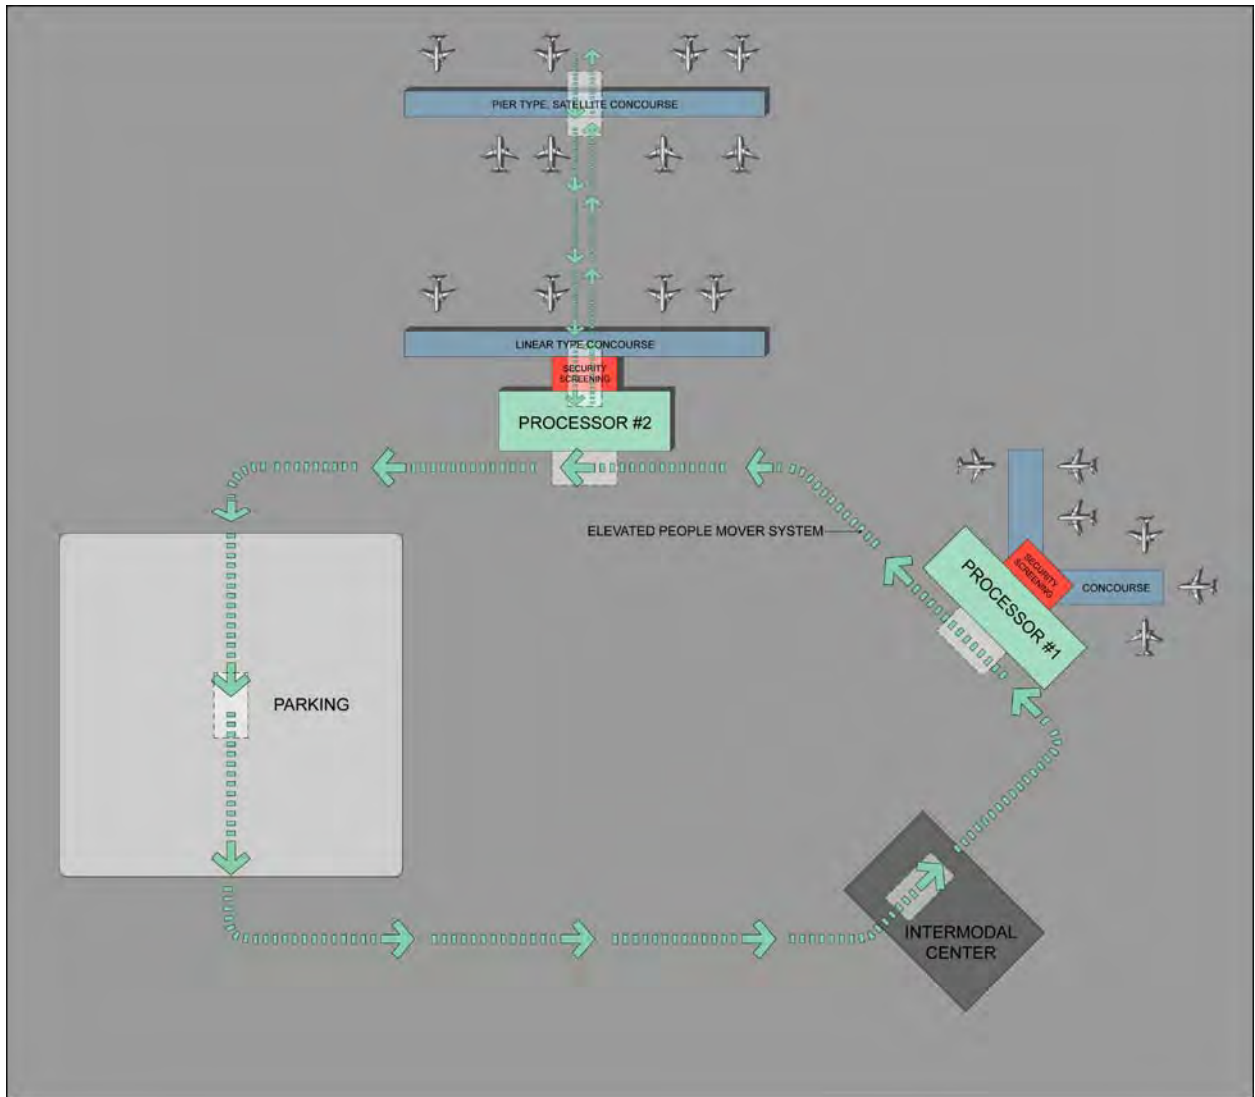 PIER TYPE, SATELLITE CONCOURSE
LINEAR TYPE CONCOURSE
SECURITY
SCREENING
PROCESSOR #2
ELEVATED PEOPLE MOVER SYSTEM
SECURITY
SCREENING
PROCESSOR #1
CONCOURSE
PARKING
INTERMODAL
CENTER